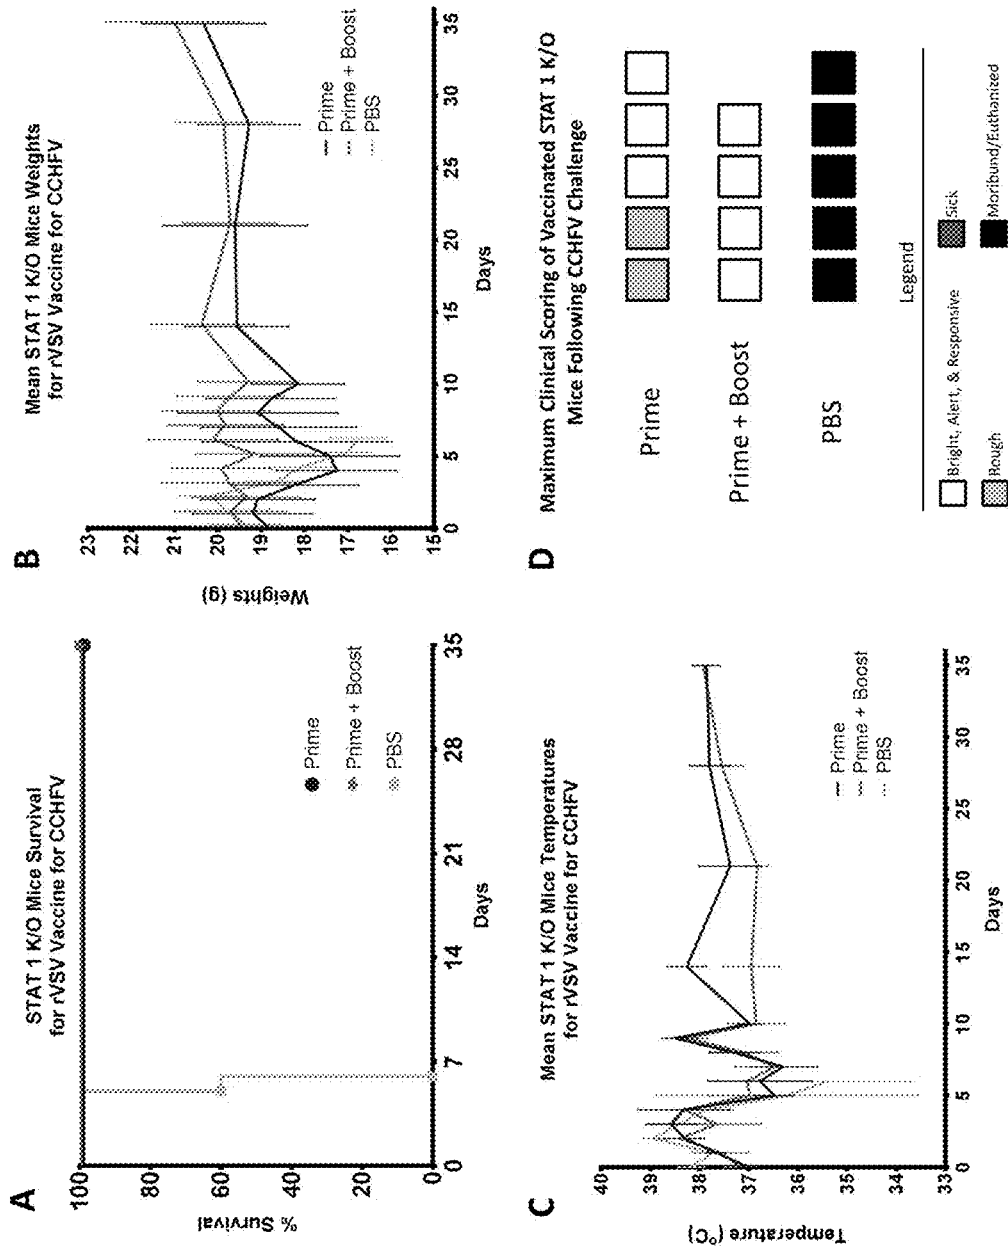 A
STAT 1 K/O Mice Survival
for rVSV Vaccine for CCHFV
% Survival
100
80
60
40
20
0
0
7
14
21
28
35
Days
Prime
Prime + Boost
PBS
B
Mean STAT 1 K/O Mice Weights
for rVSV Vaccine for CCHFV
Weights (g)
23
22
21
20
19
18
17
16
15
0
5
10
15
20
25
30
35
Days
Prime
Prime + Boost
PBS
C
Mean STAT 1 K/O Mice Temperatures
for rVSV Vaccine for CCHFV
Temperature (°C)
40
39
38
37
36
35
34
33
0
5
10
15
20
25
30
35
Days
Prime
Prime + Boost
PBS
D
Maximum Clinical Scoring of Vaccinated STAT 1 K/O
Mice Following CCHFV Challenge
Prime
Prime + Boost
PBS
Legend
Bright, Alert, & Responsive
Sick
Rough
Moribund/Euthanized